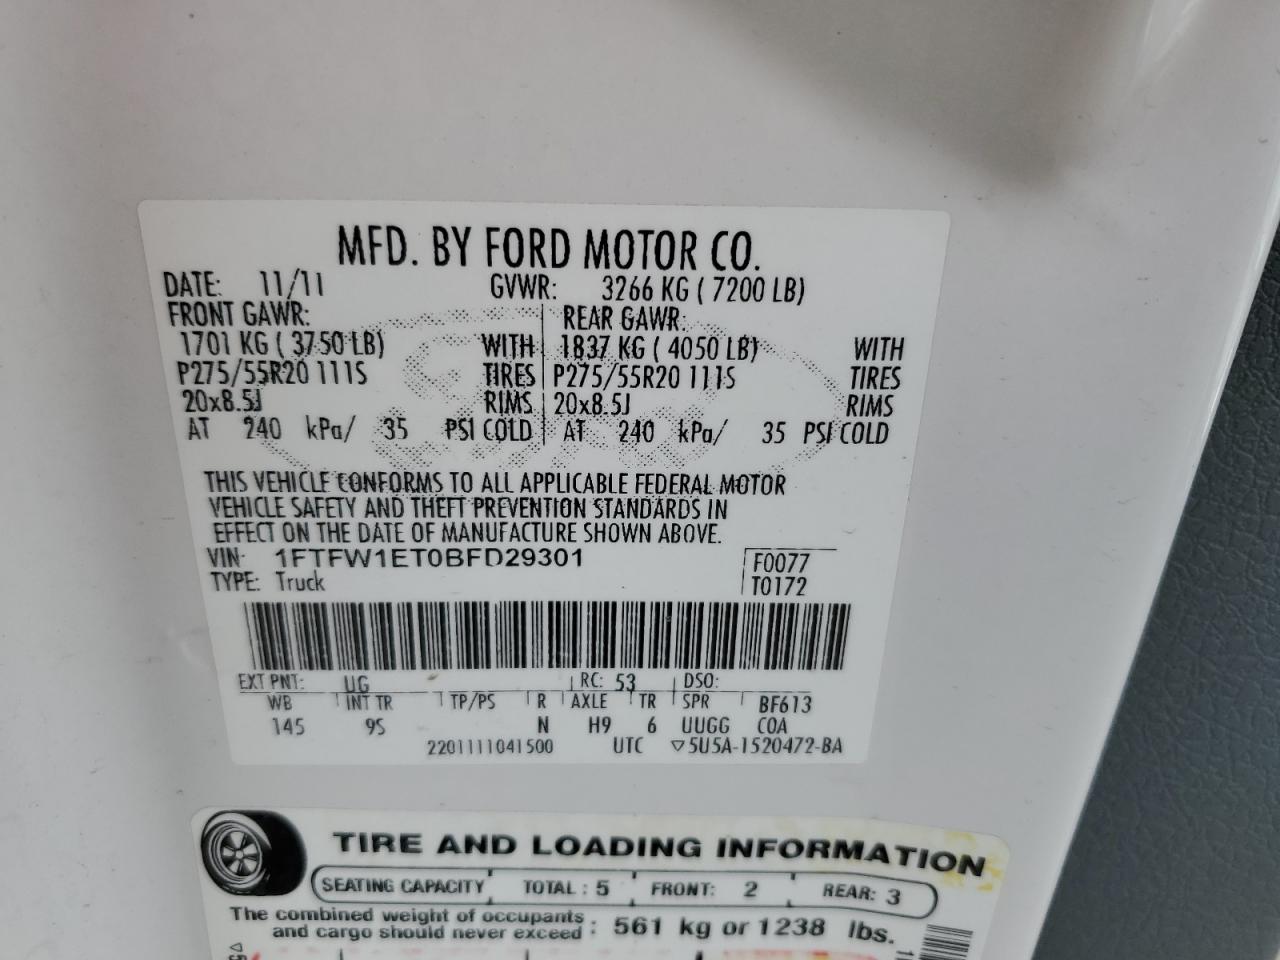 MFD. BY FORD MOTOR CO.
DATE: 11/11 GVWR: 3266 KG ( 7200 LB)
FRONT GAWR: REAR GAWR:
1701 KG ( 3750 LB) WITH 1837 KG ( 4050 LB) WITH
P275/55R20 111S TIRES P275/55R20 111S TIRES
20x8.5J RIMS 20x8.5J RIMS
AT 240 kPa/ 35 PSI COLD AT 240 kPa/ 35 PSI COLD
THIS VEHICLE CONFORMS TO ALL APPLICABLE FEDERAL MOTOR
VEHICLE SAFETY AND THEFT PREVENTION STANDARDS IN
EFFECT ON THE DATE OF MANUFACTURE SHOWN ABOVE.
VIN: 1FTFW1ET0BFD29301 F0077
TYPE: Truck T0172
EXT PNT: UG RC: 53 DSO:
WB INT TR TP/PS R AXLE TR SPR BF613
145 9S N H9 6 UUGG COA
2201111041500 UTC ▽5U5A-1520472-BA
TIRE AND LOADING INFORMATION
SEATING CAPACITY TOTAL : 5 FRONT: 2 REAR: 3
The combined weight of occupants
and cargo should never exceed : 561 kg or 1238 lbs.